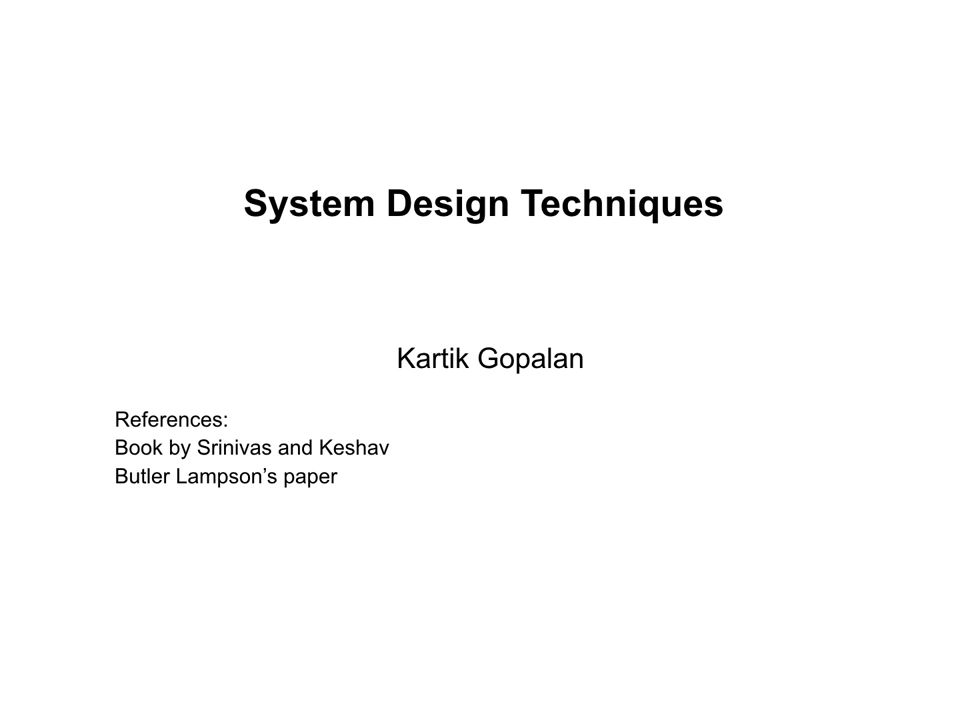 System Design Techniques
Kartik Gopalan
References:
Book by Srinivas and Keshav
Butler Lampson’s paper